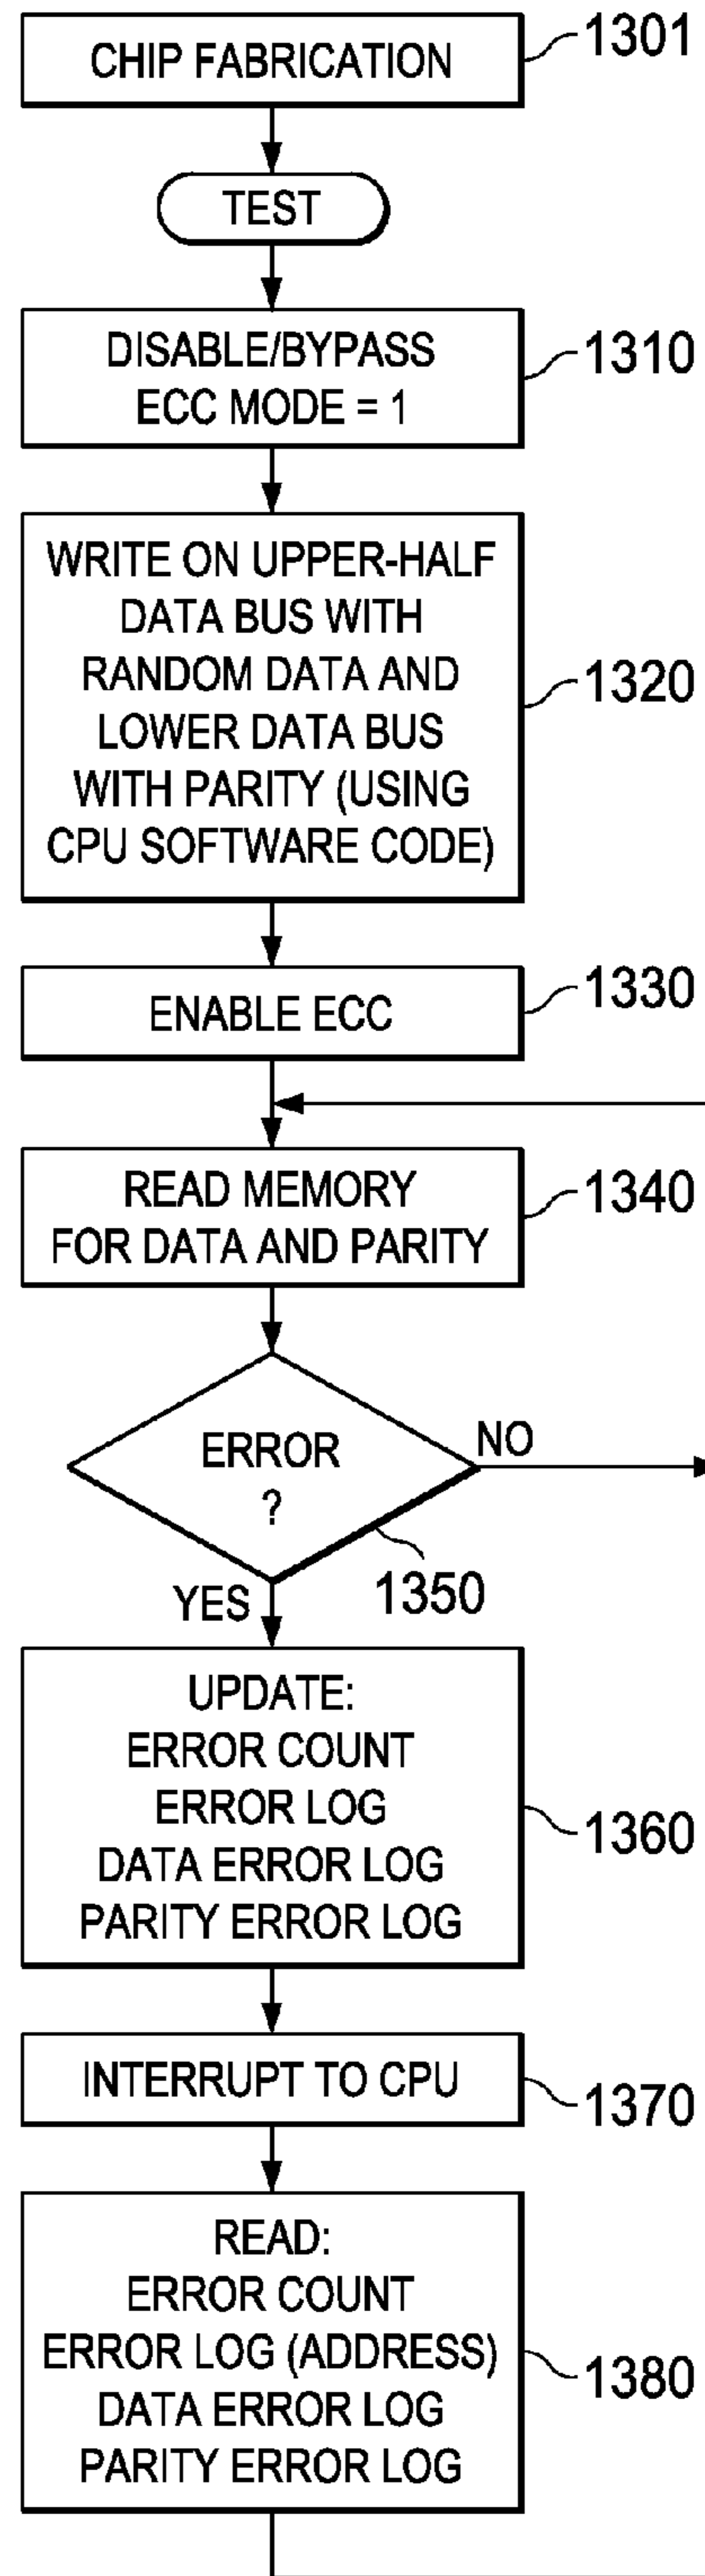 CHIP FABRICATION
1301
TEST
DISABLE/BYPASS
ECC MODE = 1
1310
WRITE ON UPPER-HALF
DATA BUS WITH
RANDOM DATA AND
LOWER DATA BUS
WITH PARITY (USING
CPU SOFTWARE CODE)
1320
ENABLE ECC
1330
READ MEMORY
FOR DATA AND PARITY
1340
ERROR
?
NO
1350
YES
UPDATE:
ERROR COUNT
ERROR LOG
DATA ERROR LOG
PARITY ERROR LOG
1360
INTERRUPT TO CPU
1370
READ:
ERROR COUNT
ERROR LOG (ADDRESS)
DATA ERROR LOG
PARITY ERROR LOG
1380